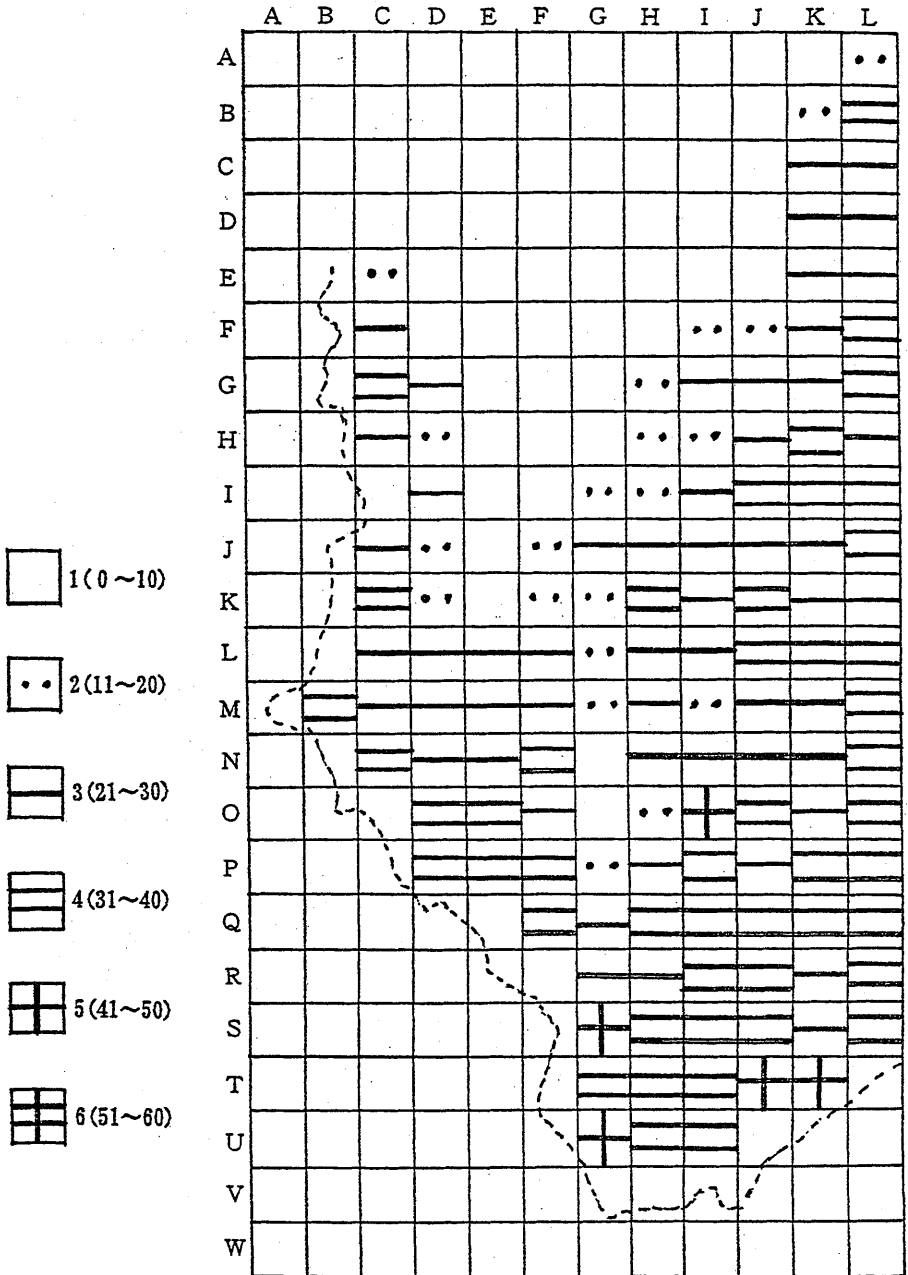 A B C D E F G H I J K L
A
B
C
D
E
F
G
H
I
J
K
L
M
N
O
P
Q
R
S
T
U
V
W
1(0～10)
2(11～20)
3(21～30)
4(31～40)
5(41～50)
6(51～60)